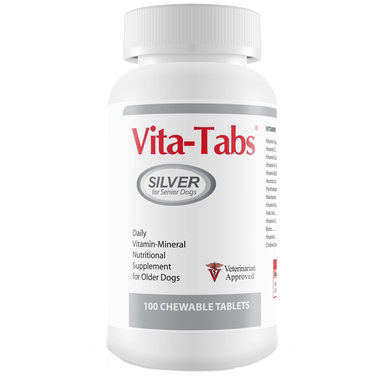 Vita-Tabs®
SILVER
for Senior Dogs
Daily
Vitamin-Mineral
Nutritional
Supplement
for Older Dogs
Veterinarian
Approved
100 CHEWABLE TABLETS